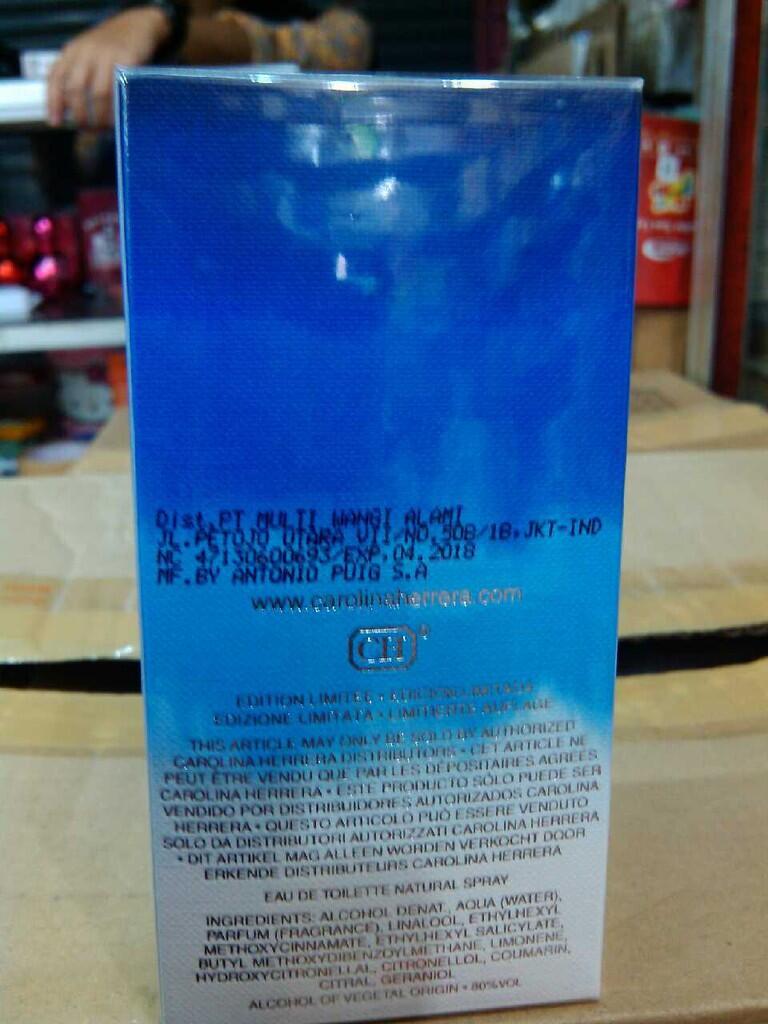 Dist.PT MULTI WANGI ALAMI
JL.PETOJO UTARA VII/NO.50B/1B,JKT-IND
NE 47130600693/EXP.04.2018
MF.BY ANTONIO PUIG S.A
www.carolinaherrera.com
CH
EDITION LIMITÉE • EDICIÓN LIMITADA
EDIZIONE LIMITATA • LIMITIERTE AUFLAGE
THIS ARTICLE MAY ONLY BE SOLD BY AUTHORIZED
CAROLINA HERRERA DISTRIBUTORS • CET ARTICLE NE
PEUT ÊTRE VENDU QUE PAR LES DÉPOSITAIRES AGRÉÉS
CAROLINA HERRERA • ESTE PRODUCTO SÓLO PUEDE SER
VENDIDO POR DISTRIBUIDORES AUTORIZADOS CAROLINA
HERRERA • QUESTO ARTICOLO PUÒ ESSERE VENDUTO
SOLO DA DISTRIBUTORI AUTORIZZATI CAROLINA HERRERA
• DIT ARTIKEL MAG ALLEEN WORDEN VERKOCHT DOOR
ERKENDE DISTRIBUTEURS CAROLINA HERRERA
EAU DE TOILETTE NATURAL SPRAY
INGREDIENTS: ALCOHOL DENAT., AQUA (WATER),
PARFUM (FRAGRANCE), LINALOOL, ETHYLHEXYL
METHOXYCINNAMATE, ETHYLHEXYL SALICYLATE,
BUTYL METHOXYDIBENZOYLMETHANE, LIMONENE,
HYDROXYCITRONELLAL, CITRONELLOL, COUMARIN,
CITRAL, GERANIOL
ALCOHOL OF VEGETAL ORIGIN • 80%VOL